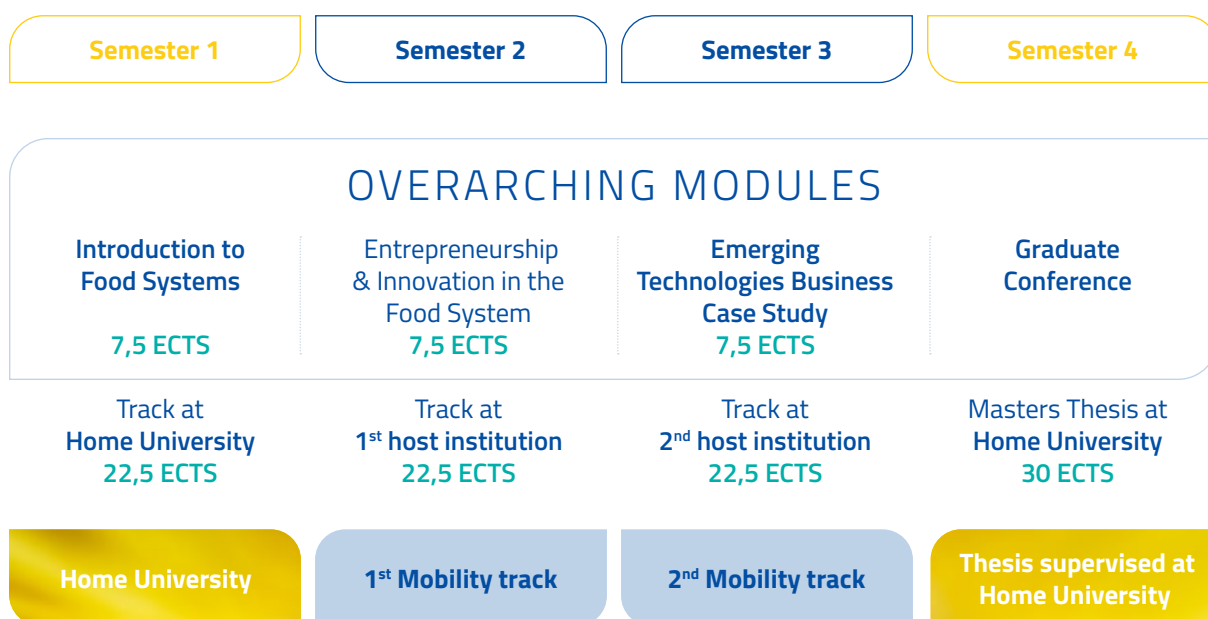 Semester 1
Semester 2
Semester 3
Semester 4
OVERARCHING MODULES
Introduction to
Food Systems
7,5 ECTS
Entrepreneurship
& Innovation in the
Food System
7,5 ECTS
Emerging
Technologies Business
Case Study
7,5 ECTS
Graduate
Conference
Track at
Home University
22,5 ECTS
Track at
1st host institution
22,5 ECTS
Track at
2nd host institution
22,5 ECTS
Masters Thesis at
Home University
30 ECTS
Home University
1st Mobility track
2nd Mobility track
Thesis supervised at
Home University